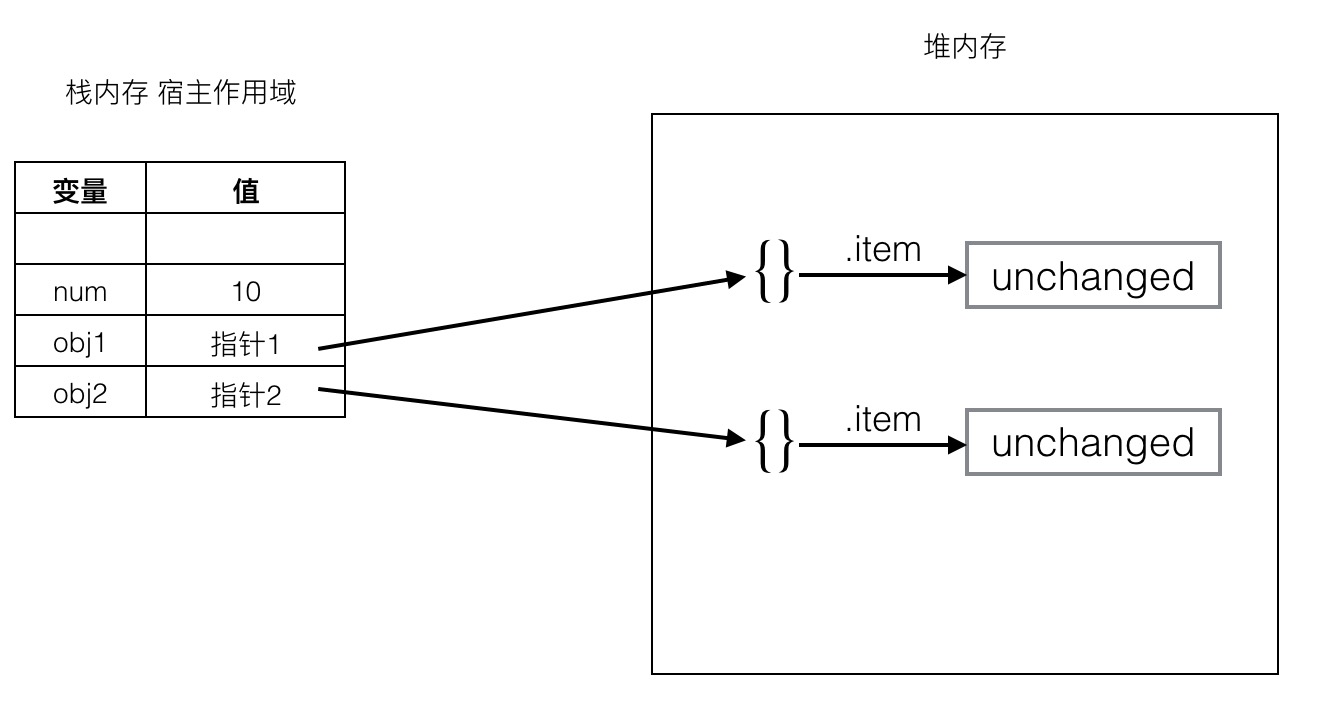 堆内存
栈内存 宿主作用域
变量 值
num 10
obj1 指针1
obj2 指针2
{} .item unchanged
{} .item unchanged